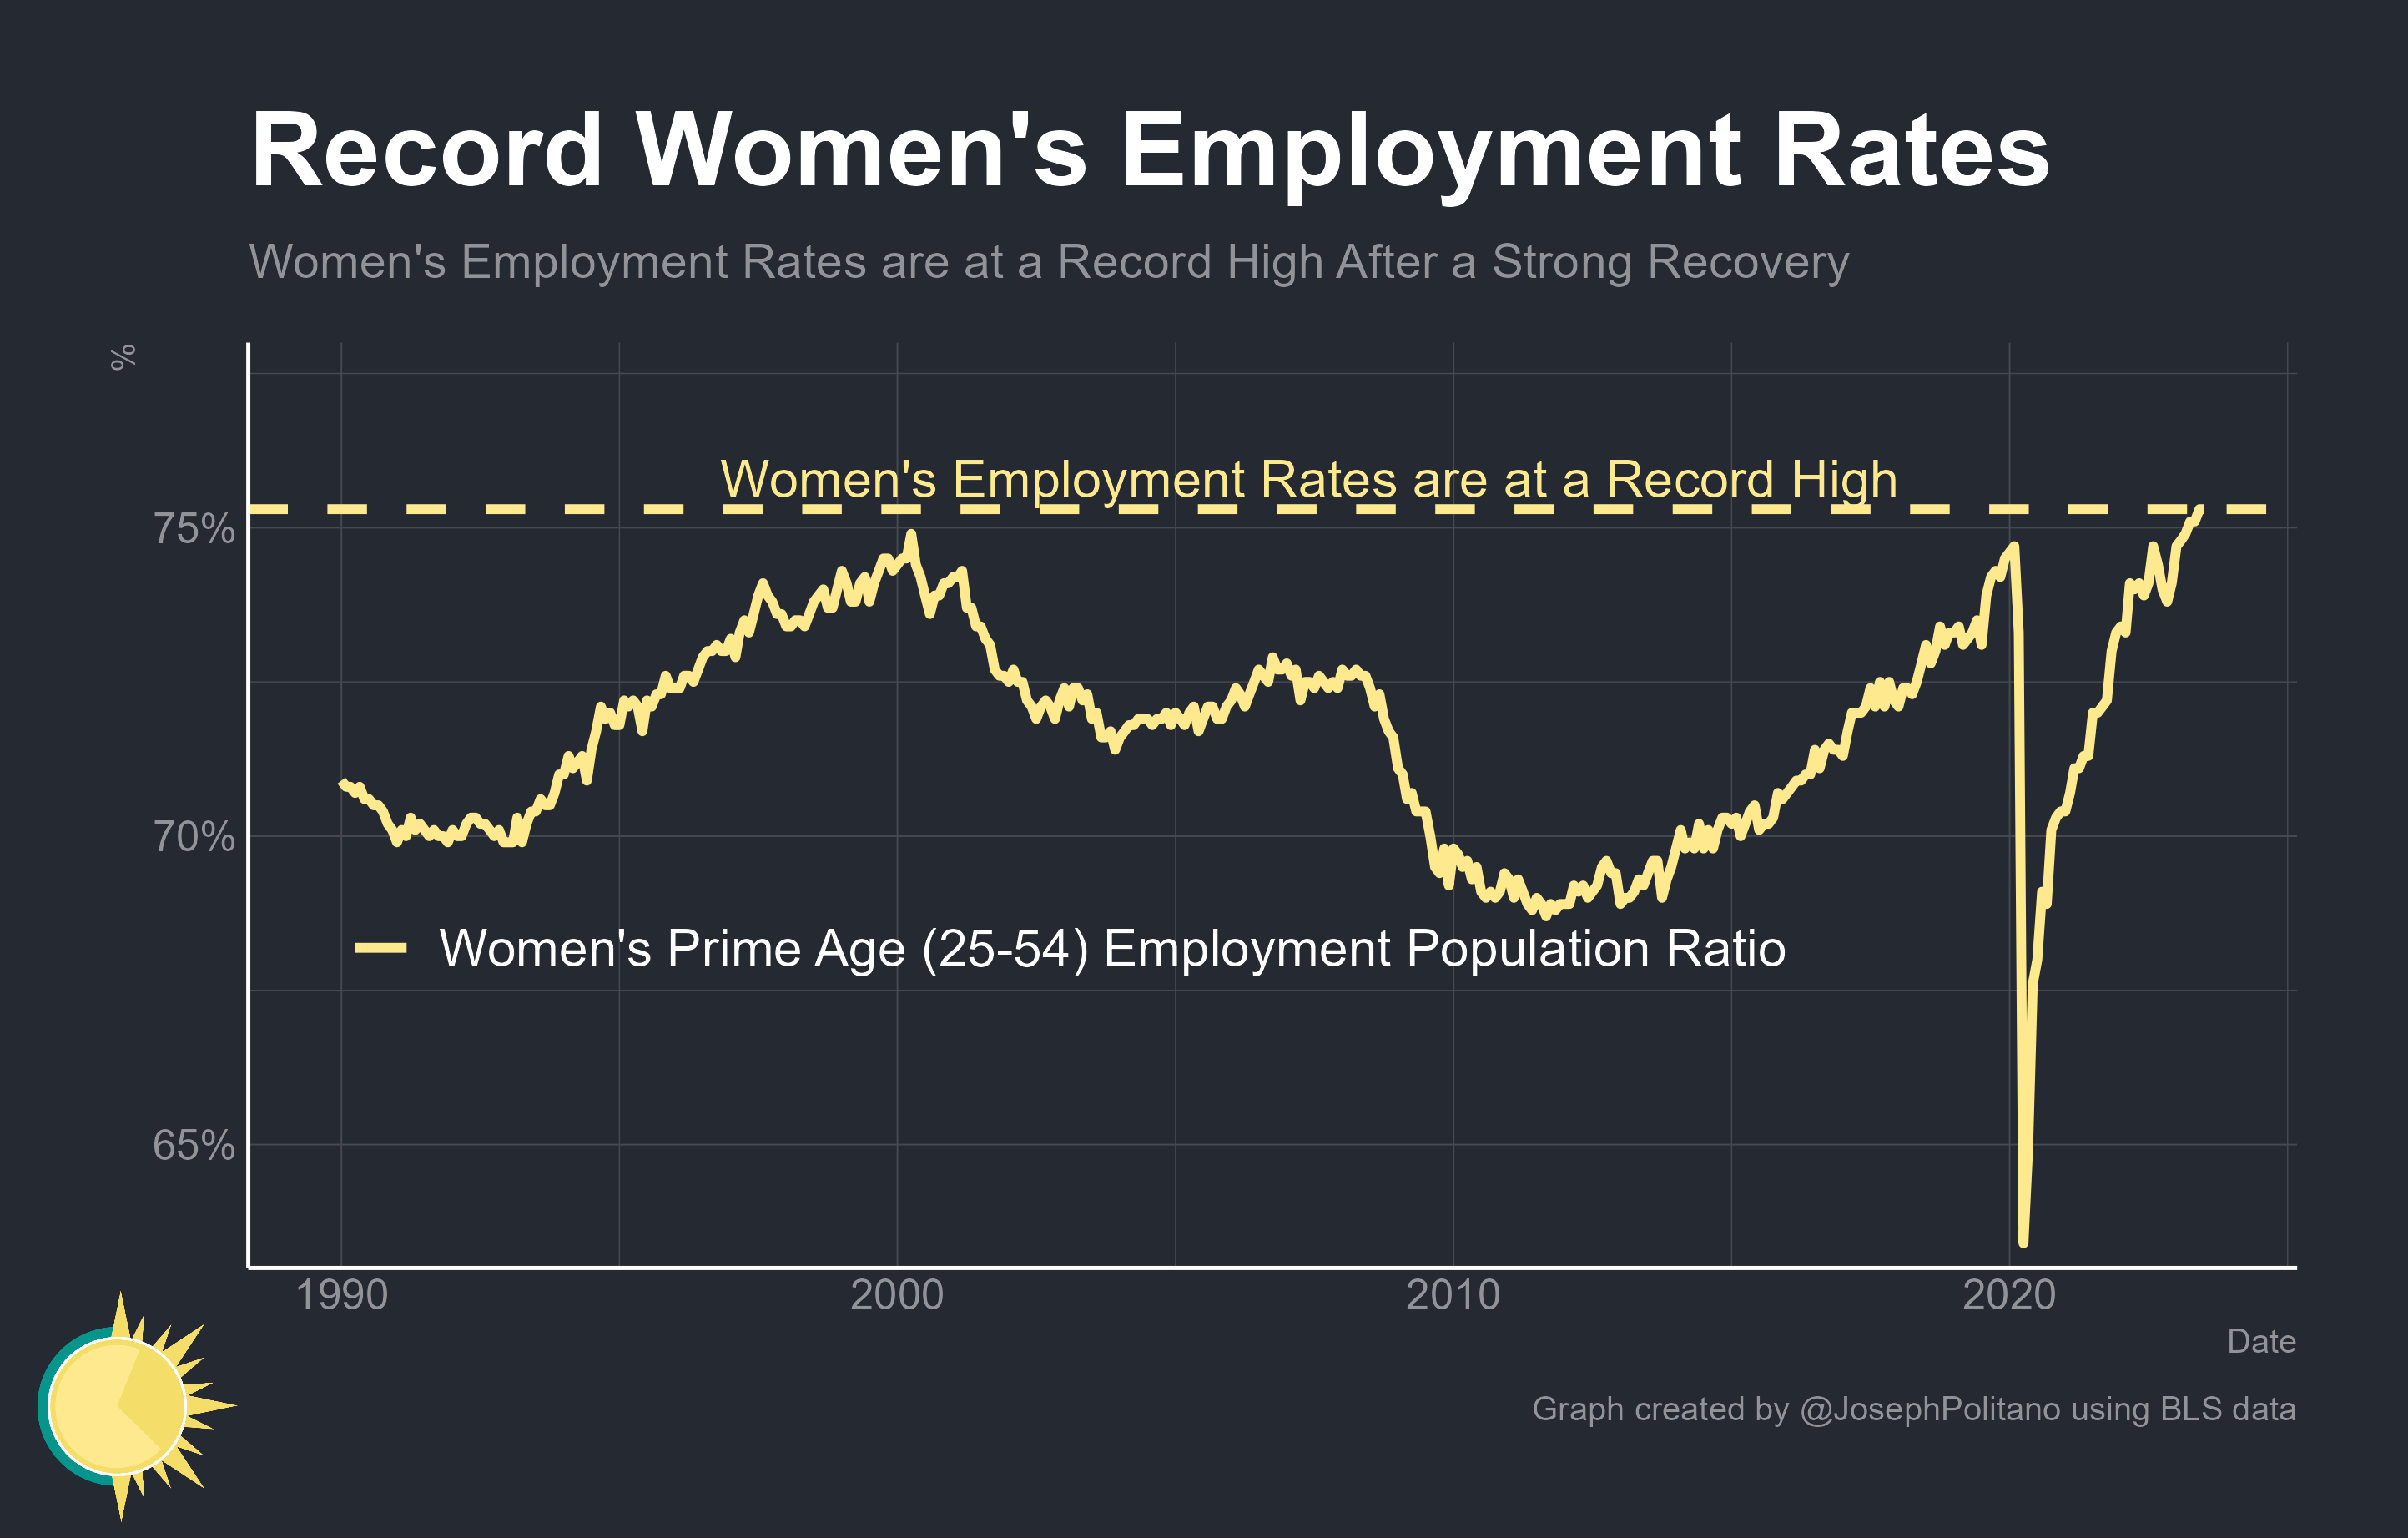 Record Women's Employment Rates
Women's Employment Rates are at a Record High After a Strong Recovery
%
Women's Employment Rates are at a Record High
75%
70%
Women's Prime Age (25-54) Employment Population Ratio
65%
1990 2000 2010 2020
Date
Graph created by @JosephPolitano using BLS data